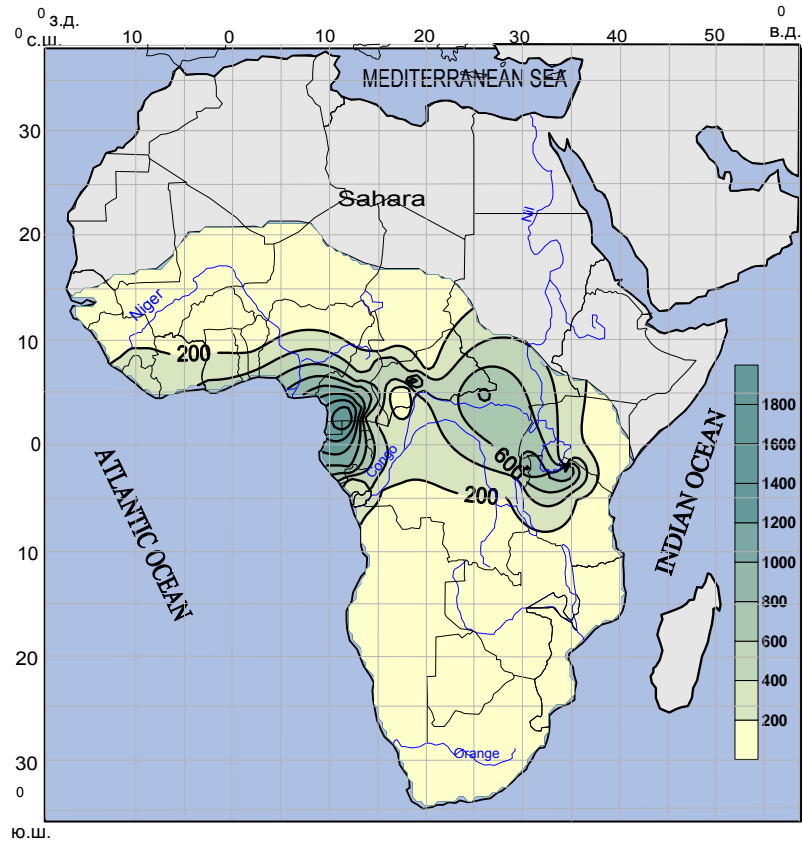 0 з.д.
0 с.ш.
10 0 10 20 30 40 50
0 в.д.
MEDITERRANEAN SEA
30
Sahara
Nil
20
Niger
10
200
1800
0
600
1600
Congo
1400
200
1200
ATLANTIC OCEAN
INDIAN OCEAN
10
1000
800
20
600
400
200
Orange
30
0
ю.ш.